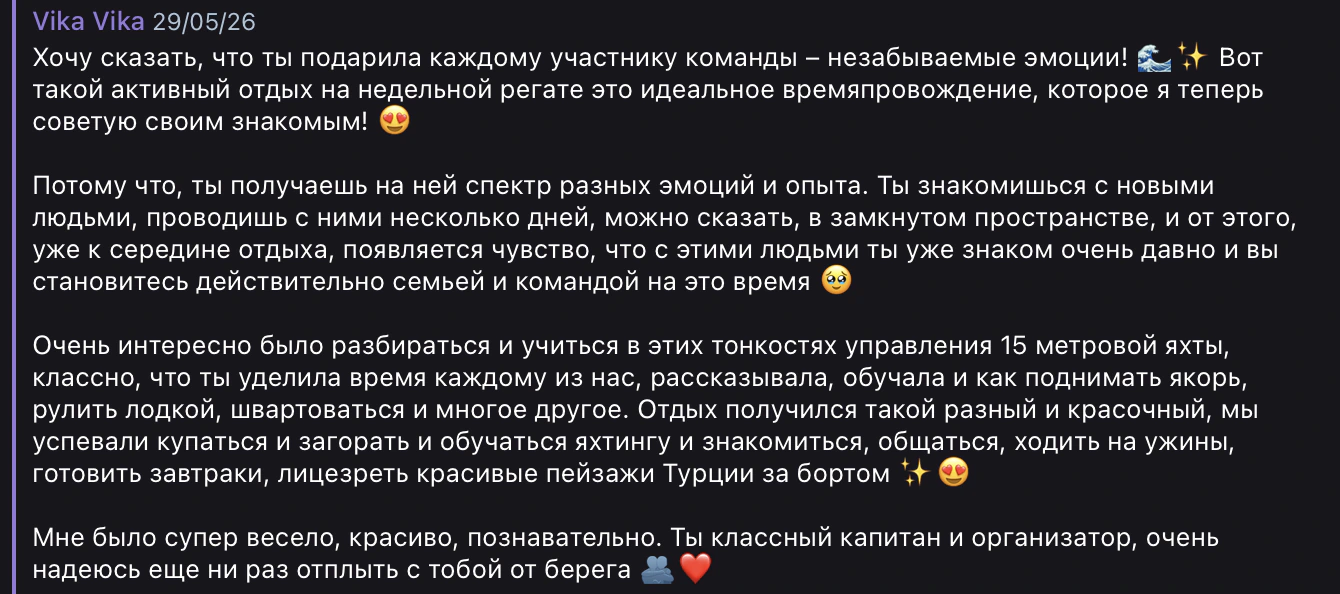 Vika Vika 29/05/26
Хочу сказать, что ты подарила каждому участнику команды – незабываемые эмоции! 🌊✨ Вот
такой активный отдых на недельной регате это идеальное времяпровождение, которое я теперь
советую своим знакомым! 😍
Потому что, ты получаешь на ней спектр разных эмоций и опыта. Ты знакомишься с новыми
людьми, проводишь с ними несколько дней, можно сказать, в замкнутом пространстве, и от этого,
уже к середине отдыха, появляется чувство, что с этими людьми ты уже знаком очень давно и вы
становитесь действительно семьей и командой на это время 🥹
Очень интересно было разбираться и учиться в этих тонкостях управления 15 метровой яхты,
классно, что ты уделила время каждому из нас, рассказывала, обучала и как поднимать якорь,
рулить лодкой, швартоваться и многое другое. Отдых получился такой разный и красочный, мы
успевали купаться и загорать и обучаться яхтингу и знакомиться, общаться, ходить на ужины,
готовить завтраки, лицезреть красивые пейзажи Турции за бортом ✨😍
Мне было супер весело, красиво, познавательно. Ты классный капитан и организатор, очень
надеюсь еще ни раз отплыть с тобой от берега 🫂❤️